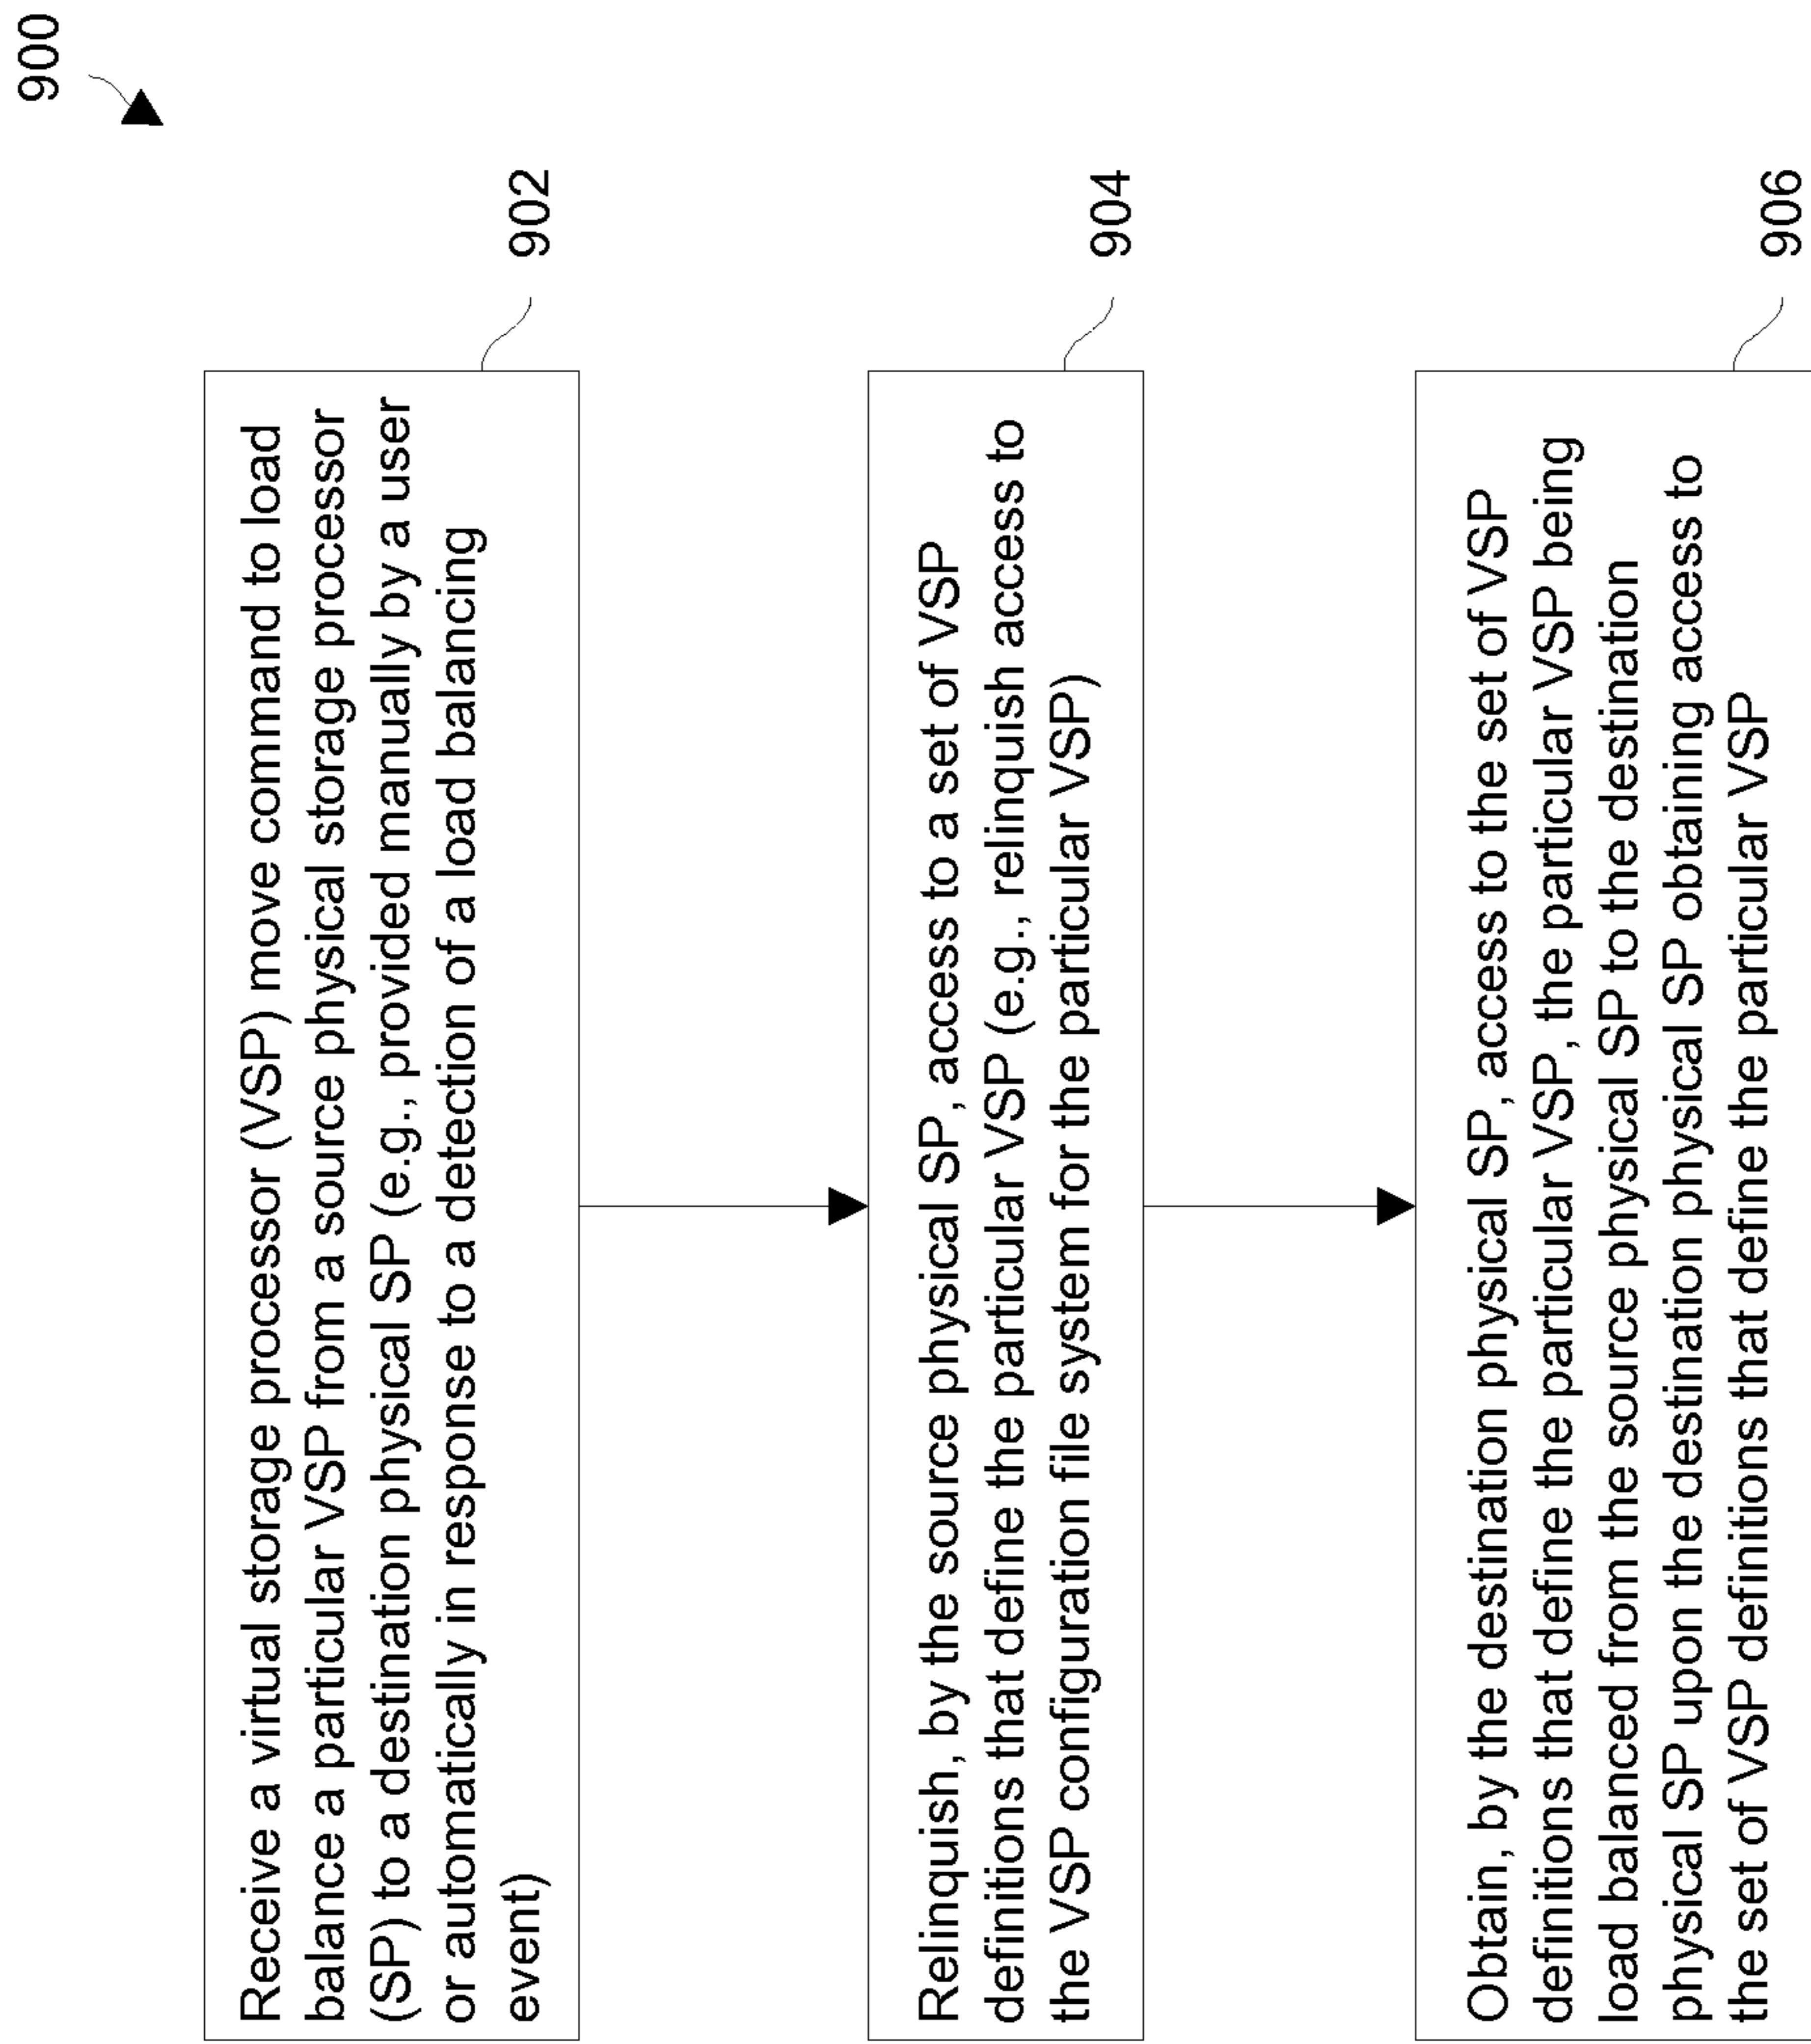 900
Receive a virtual storage processor (VSP) move command to load
balance a particular VSP from a source physical storage processor
(SP) to a destination physical SP (e.g., provided manually by a user
or automatically in response to a detection of a load balancing
event)
902
Relinquish, by the source physical SP, access to a set of VSP
definitions that define the particular VSP (e.g., relinquish access to
the VSP configuration file system for the particular VSP)
904
Obtain, by the destination physical SP, access to the set of VSP
definitions that define the particular VSP, the particular VSP being
load balanced from the source physical SP to the destination
physical SP upon the destination physical SP obtaining access to
the set of VSP definitions that define the particular VSP
906